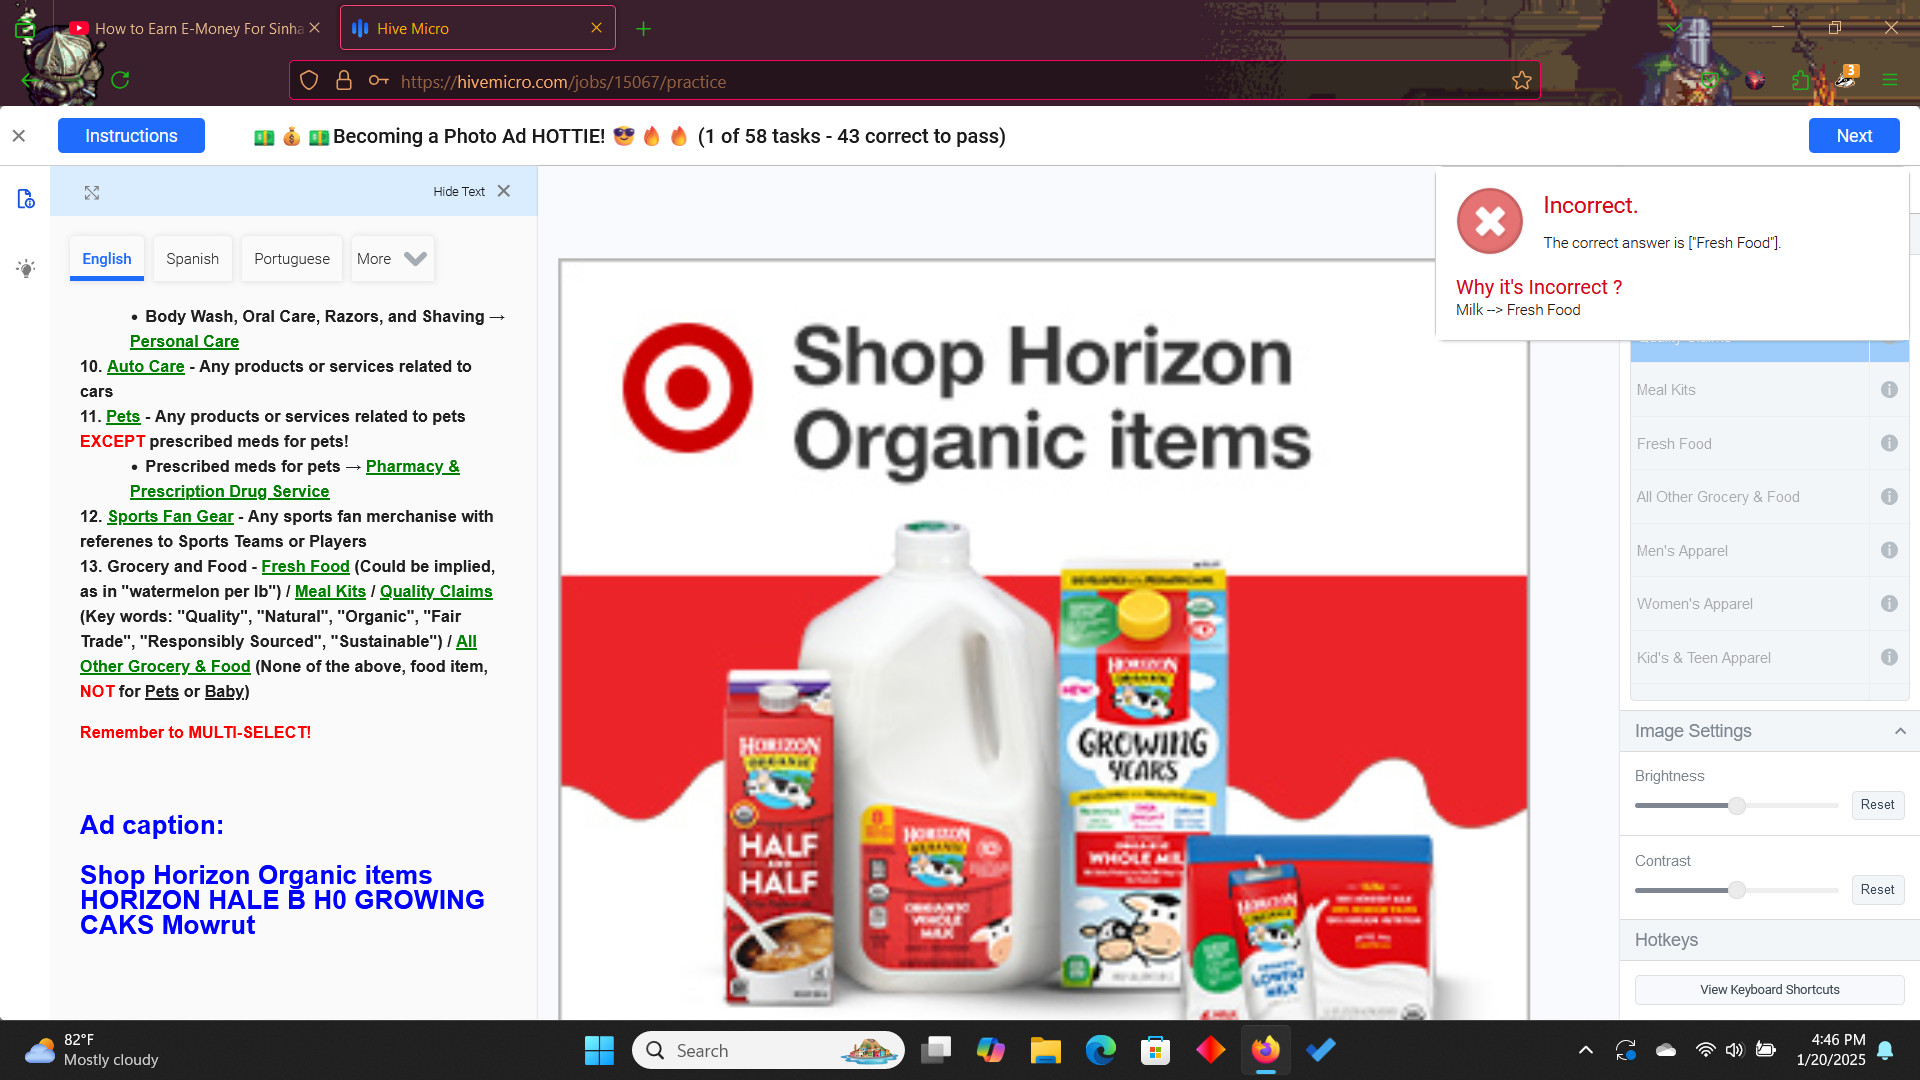 How to Earn E-Money For Sinha
Hive Micro
https://hivemicro.com/jobs/15067/practice
3
Instructions
Becoming a Photo Ad HOTTIE! 😎 🔥 🔥 (1 of 58 tasks - 43 correct to pass)
Next
Hide Text
English
Spanish
Portuguese
More
• Body Wash, Oral Care, Razors, and Shaving →
Personal Care
10. Auto Care - Any products or services related to
cars
11. Pets - Any products or services related to pets
EXCEPT prescribed meds for pets!
• Prescribed meds for pets → Pharmacy &
Prescription Drug Service
12. Sports Fan Gear - Any sports fan merchanise with
referenes to Sports Teams or Players
13. Grocery and Food - Fresh Food (Could be implied,
as in "watermelon per lb") / Meal Kits / Quality Claims
(Key words: "Quality", "Natural", "Organic", "Fair
Trade", "Responsibly Sourced", "Sustainable") / All
Other Grocery & Food (None of the above, food item,
NOT for Pets or Baby)
Remember to MULTI-SELECT!
Ad caption:
Shop Horizon Organic items
HORIZON HALE B H0 GROWING
CAKS Mowrut
Shop Horizon
Organic items
HORIZON
ORGANIC
HALF
AND
HALF
HORIZON
ORGANIC
ORGANIC
WHOLE
MILK
NEW
HORIZON
ORGANIC
GROWING
YEARS
WHOLE MIL
HORIZON
ORGANIC
LOWFAT
MILK
Incorrect.
The correct answer is ["Fresh Food"].
Why it's Incorrect ?
Milk --> Fresh Food
Quality Claims
Meal Kits
Fresh Food
All Other Grocery & Food
Men's Apparel
Women's Apparel
Kid's & Teen Apparel
Image Settings
Brightness
Reset
Contrast
Reset
Hotkeys
View Keyboard Shortcuts
82°F
Mostly cloudy
Search
4:46 PM
1/20/2025